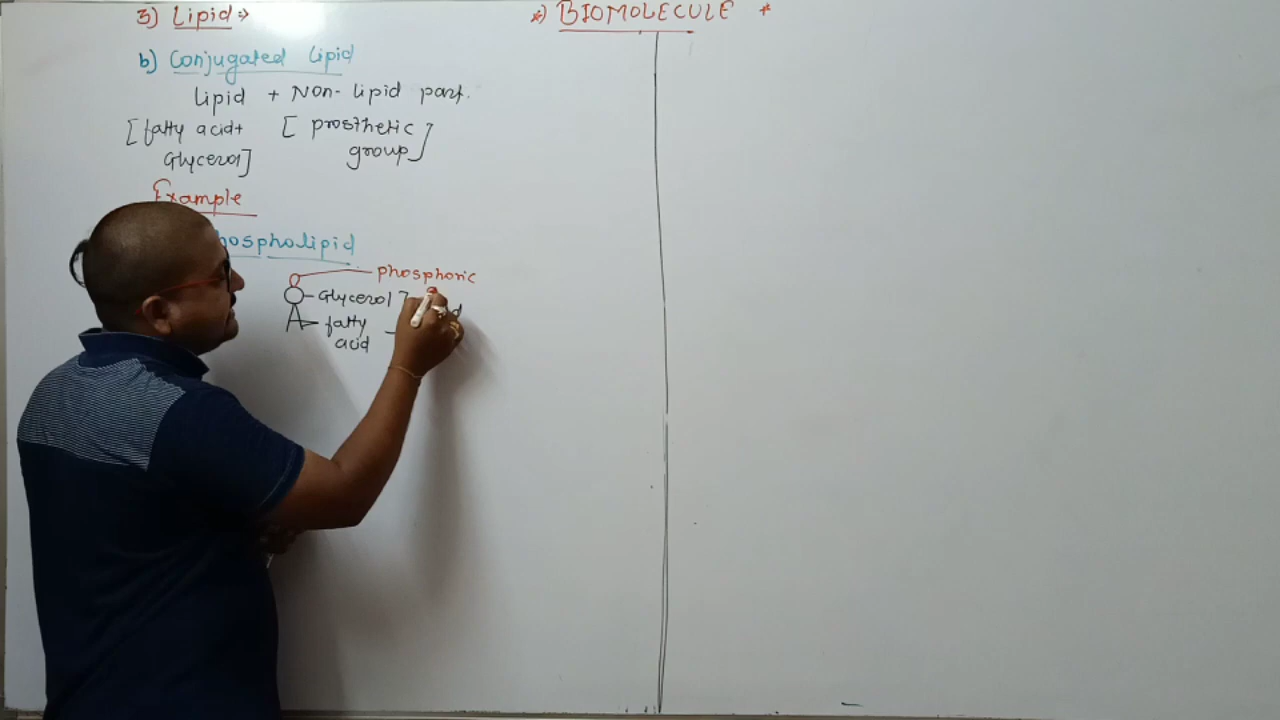 *) BIOMOLECULE *
3) Lipid :→
b) Conjugated lipid
Lipid + Non-lipid part.
[fatty acid+ [prosthetic
Glycerol] group]
Example
hospholipid
phosphoric
Glycerol]
fatty
acid